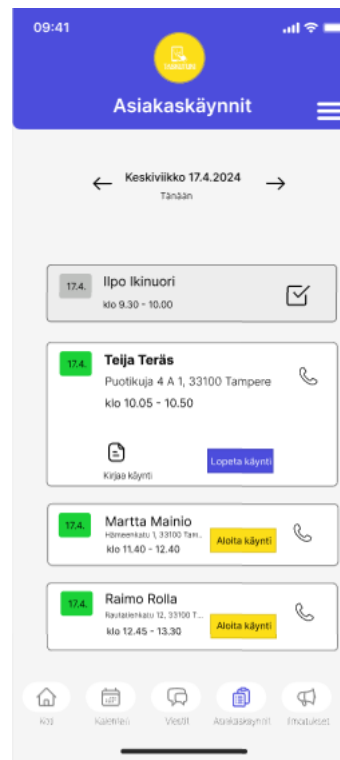 09:41
Asiakaskäynnit
Keskiviikko 17.4.2024
Tänään
17.4.
Ilpo Ikinuori
klo 9.30 - 10.00
17.4.
Teija Teräs
Puotikuja 4 A 1, 33100 Tampere
klo 10.05 - 10.50
Kirjaa käynti
Lopeta käynti
17.4.
Martta Mainio
Hämeenkatu 1, 33100 Tam..
klo 11.40 - 12.40
Aloita käynti
17.4.
Raimo Rolla
Rautatienkatu 12, 33100 T...
klo 12.45 - 13.30
Aloita käynti
Koti
Kalenteri
Viestit
Asiakaskäynnit
Ilmoitukset